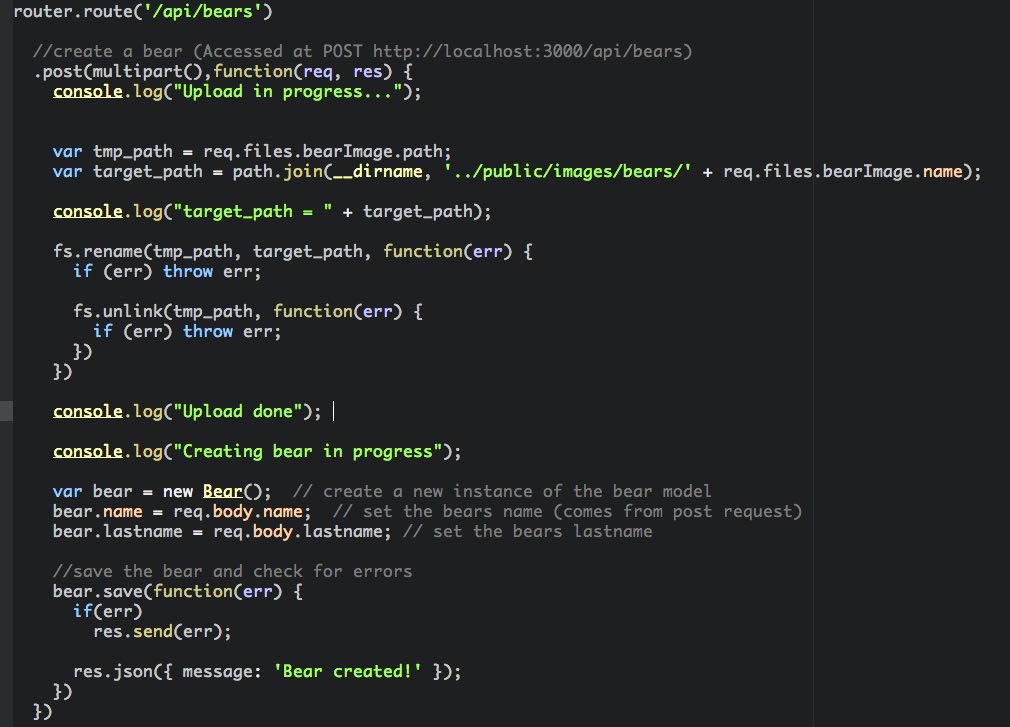 router.route('/api/bears')
//create a bear (Accessed at POST http://localhost:3000/api/bears)
.post(multipart(),function(req, res) {
console.log("Upload in progress...");
var tmp_path = req.files.bearImage.path;
var target_path = path.join(__dirname, '../public/images/bears/' + req.files.bearImage.name);
console.log("target_path = " + target_path);
fs.rename(tmp_path, target_path, function(err) {
if (err) throw err;
fs.unlink(tmp_path, function(err) {
if (err) throw err;
})
})
console.log("Upload done");
console.log("Creating bear in progress");
var bear = new Bear();  // create a new instance of the bear model
bear.name = req.body.name;  // set the bears name (comes from post request)
bear.lastname = req.body.lastname; // set the bears lastname
//save the bear and check for errors
bear.save(function(err) {
if(err)
res.send(err);
res.json({ message: 'Bear created!' });
})
})